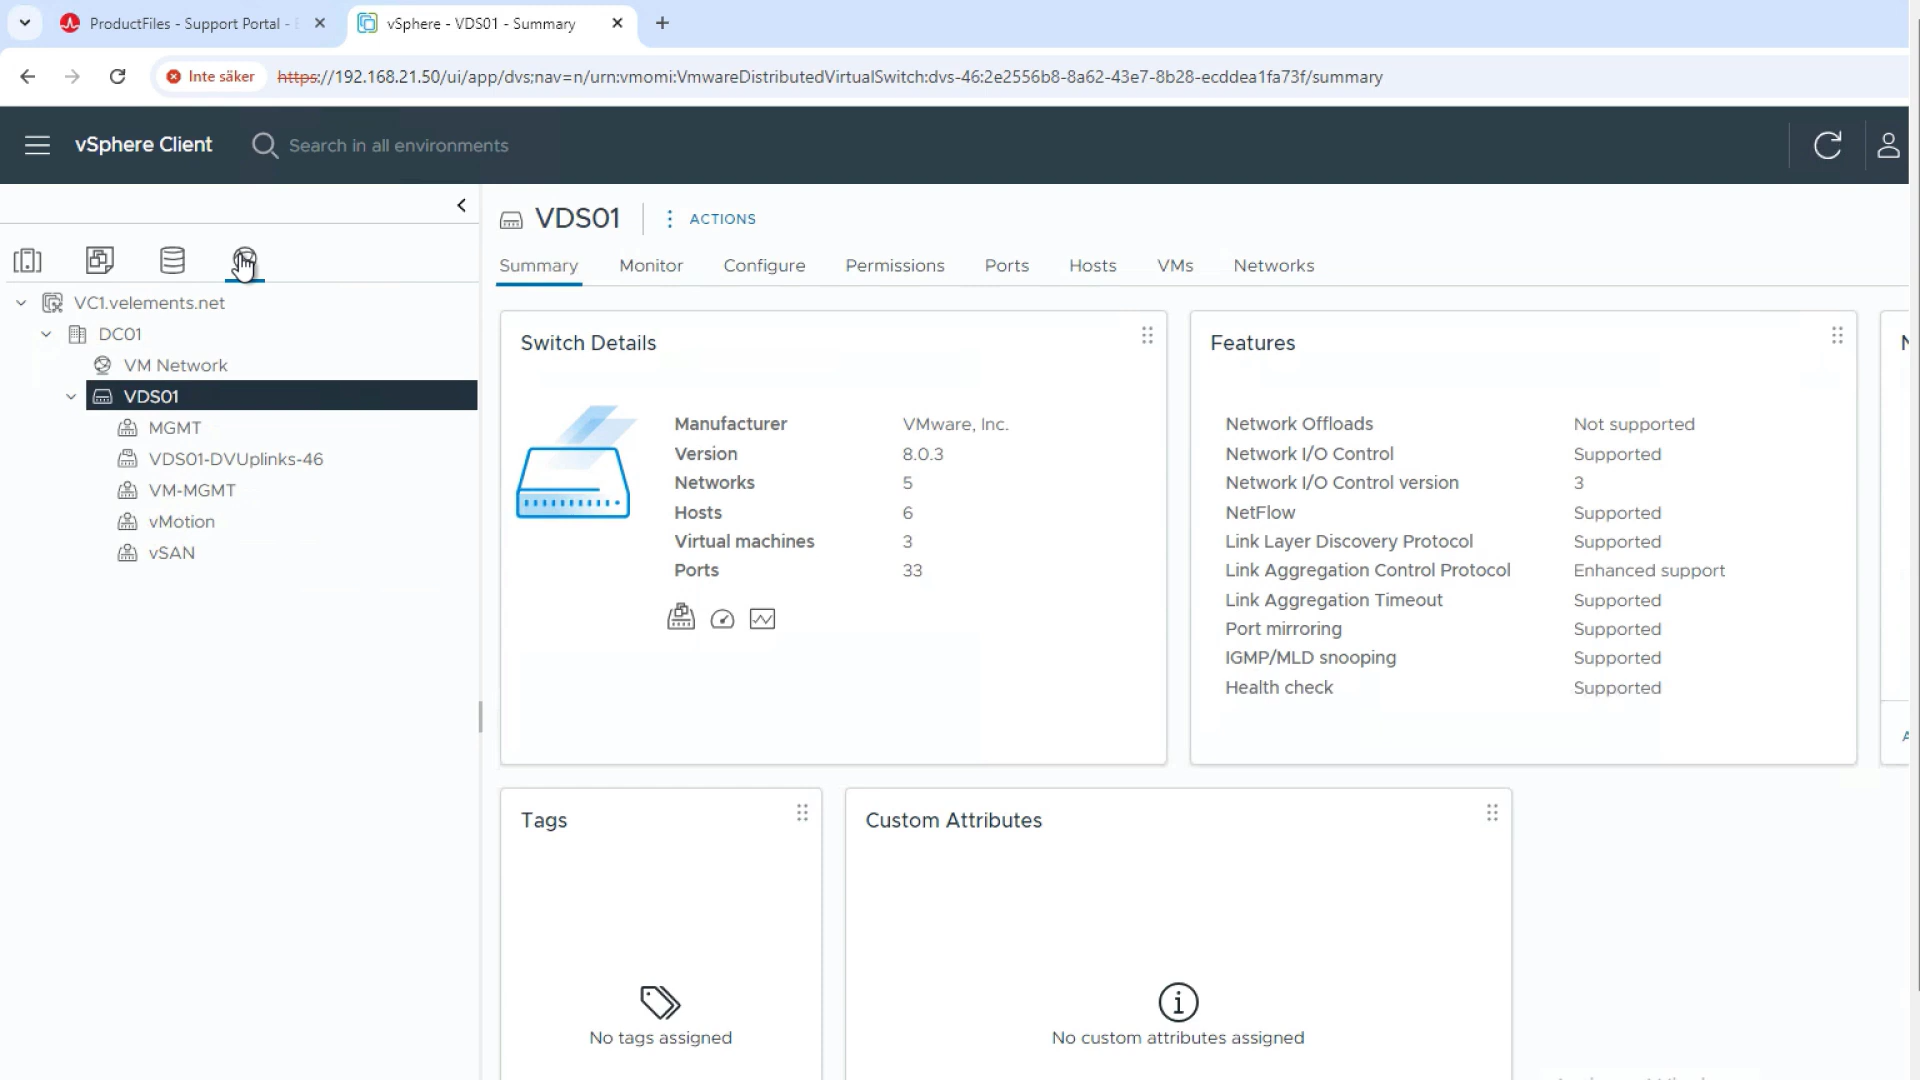 ProductFiles - Support Portal -
vSphere - VDS01 - Summary
Inte säker
https://192.168.21.50/ui/app/dvs;nav=n/urn:vmomi:VmwareDistributedVirtualSwitch:dvs-46:2e2556b8-8a62-43e7-8b28-ecddea1fa73f/summary
vSphere Client
Search in all environments
VDS01
ACTIONS
Summary
Monitor
Configure
Permissions
Ports
Hosts
VMs
Networks
VC1.velements.net
DC01
VM Network
VDS01
MGMT
VDS01-DVUplinks-46
VM-MGMT
vMotion
vSAN
Switch Details
Manufacturer VMware, Inc.
Version 8.0.3
Networks 5
Hosts 6
Virtual machines 3
Ports 33
Features
Network Offloads Not supported
Network I/O Control Supported
Network I/O Control version 3
NetFlow Supported
Link Layer Discovery Protocol Supported
Link Aggregation Control Protocol Enhanced support
Link Aggregation Timeout Supported
Port mirroring Supported
IGMP/MLD snooping Supported
Health check Supported
Tags
No tags assigned
Custom Attributes
No custom attributes assigned